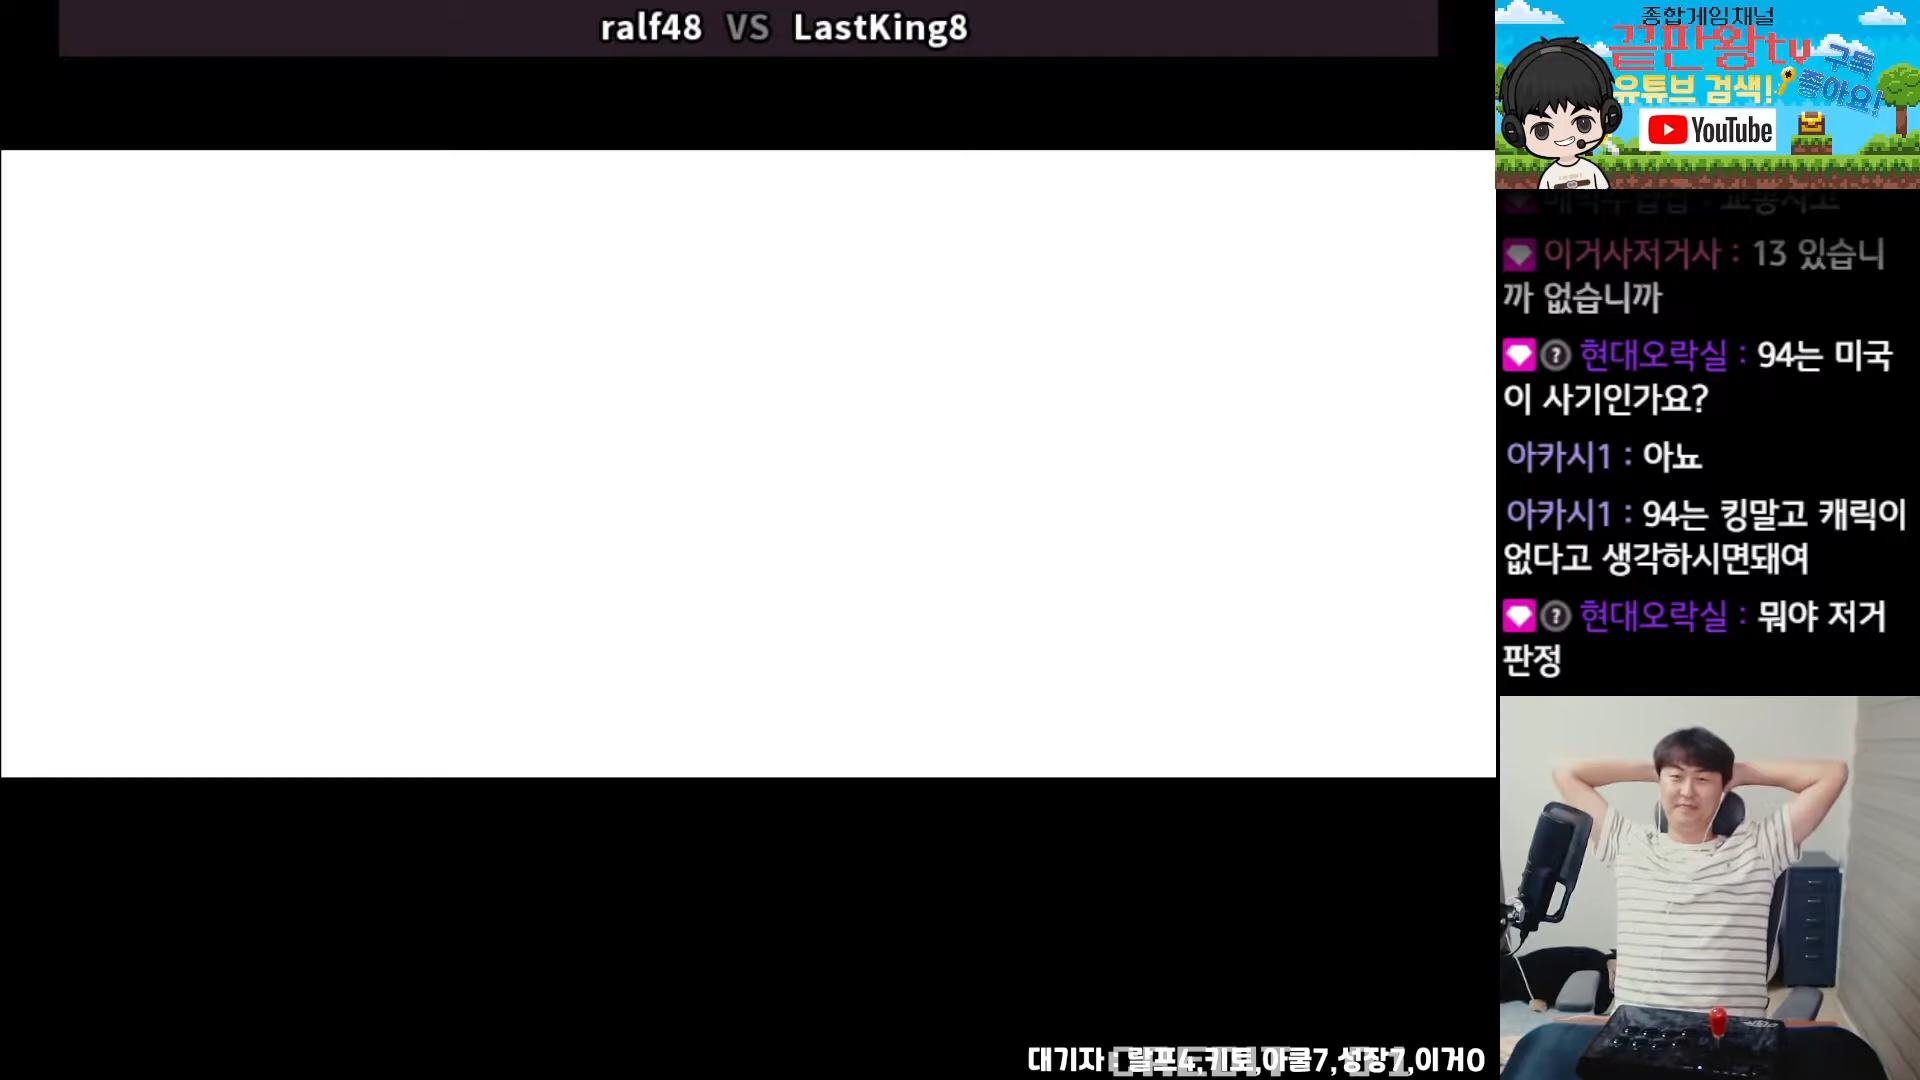 ralf48 VS LastKing8
종합게임채널
끝판왕tv
구독
유튜브 검색!
좋아요!
YouTube
이거사저거사 : 13 있습니
까 없습니까
현대오락실 : 94는 미국
이 사기인가요?
아카시1 : 아뇨
아카시1 : 94는 킹말고 캐릭이
없다고 생각하시면돼여
현대오락실 : 뭐야 저거
판정
대기자 : 랄프4,키토,아쿨7,성장7,이거0